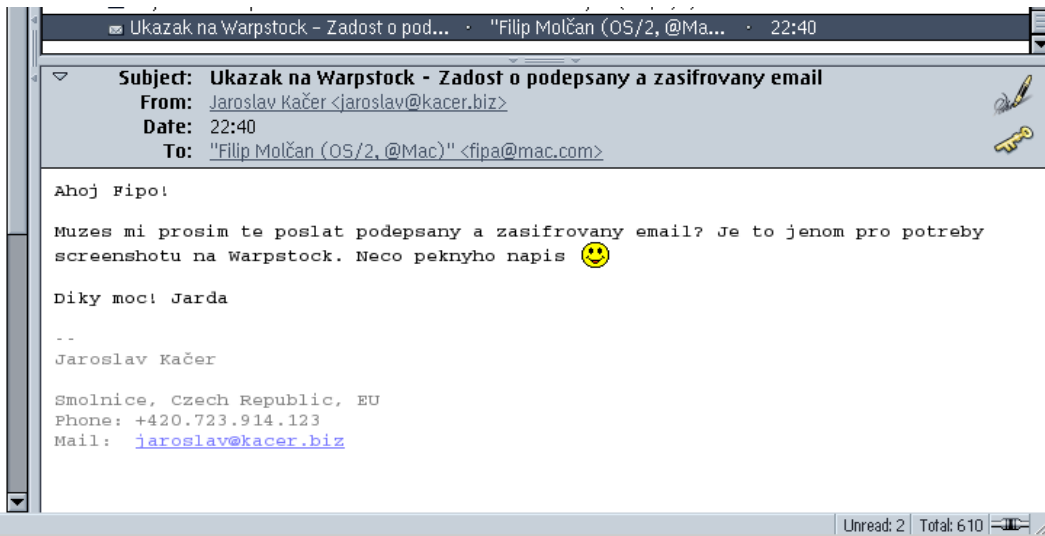 Ukazak na Warpstock - Zadost o pod... · "Filip Molčan (OS/2, @Ma... · 22:40
Subject: Ukazak na Warpstock - Zadost o podepsany a zasifrovany email
From: Jaroslav Kačer <jaroslav@kacer.biz>
Date: 22:40
To: "Filip Molčan (OS/2, @Mac)" <fipa@mac.com>
Ahoj Fipo!
Muzes mi prosim te poslat podepsany a zasifrovany email? Je to jenom pro potreby
screenshotu na Warpstock. Neco peknyho napis
Diky moc! Jarda
--
Jaroslav Kačer
Smolnice, Czech Republic, EU
Phone: +420.723.914.123
Mail: jaroslav@kacer.biz
Unread: 2 Total: 610